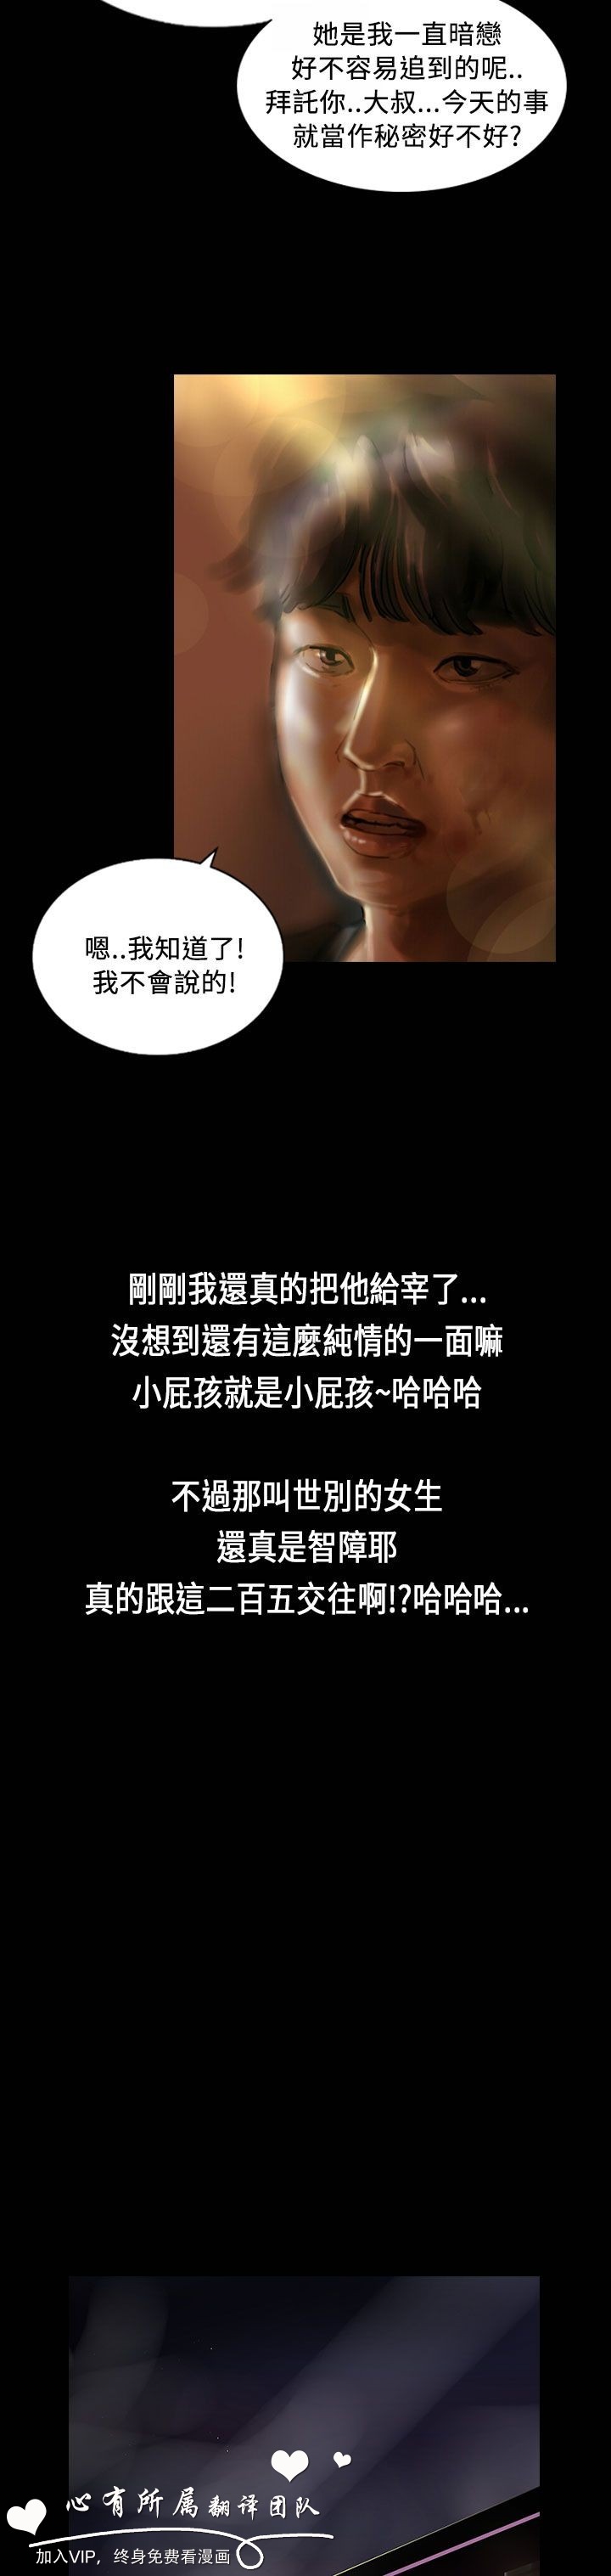 她是我一直暗戀
好不容易追到的呢..
拜託你..大叔...今天的事
就當作秘密好不好?
嗯..我知道了!
我不會說的!
剛剛我還真的把他給宰了...
沒想到還有這麼純情的一面嘛
小屁孩就是小屁孩~哈哈哈
不過那叫世別的女生
還真是智障耶
真的跟這二百五交往啊!?哈哈哈...
心有所属翻译团队
加入VIP，终身免费看漫画